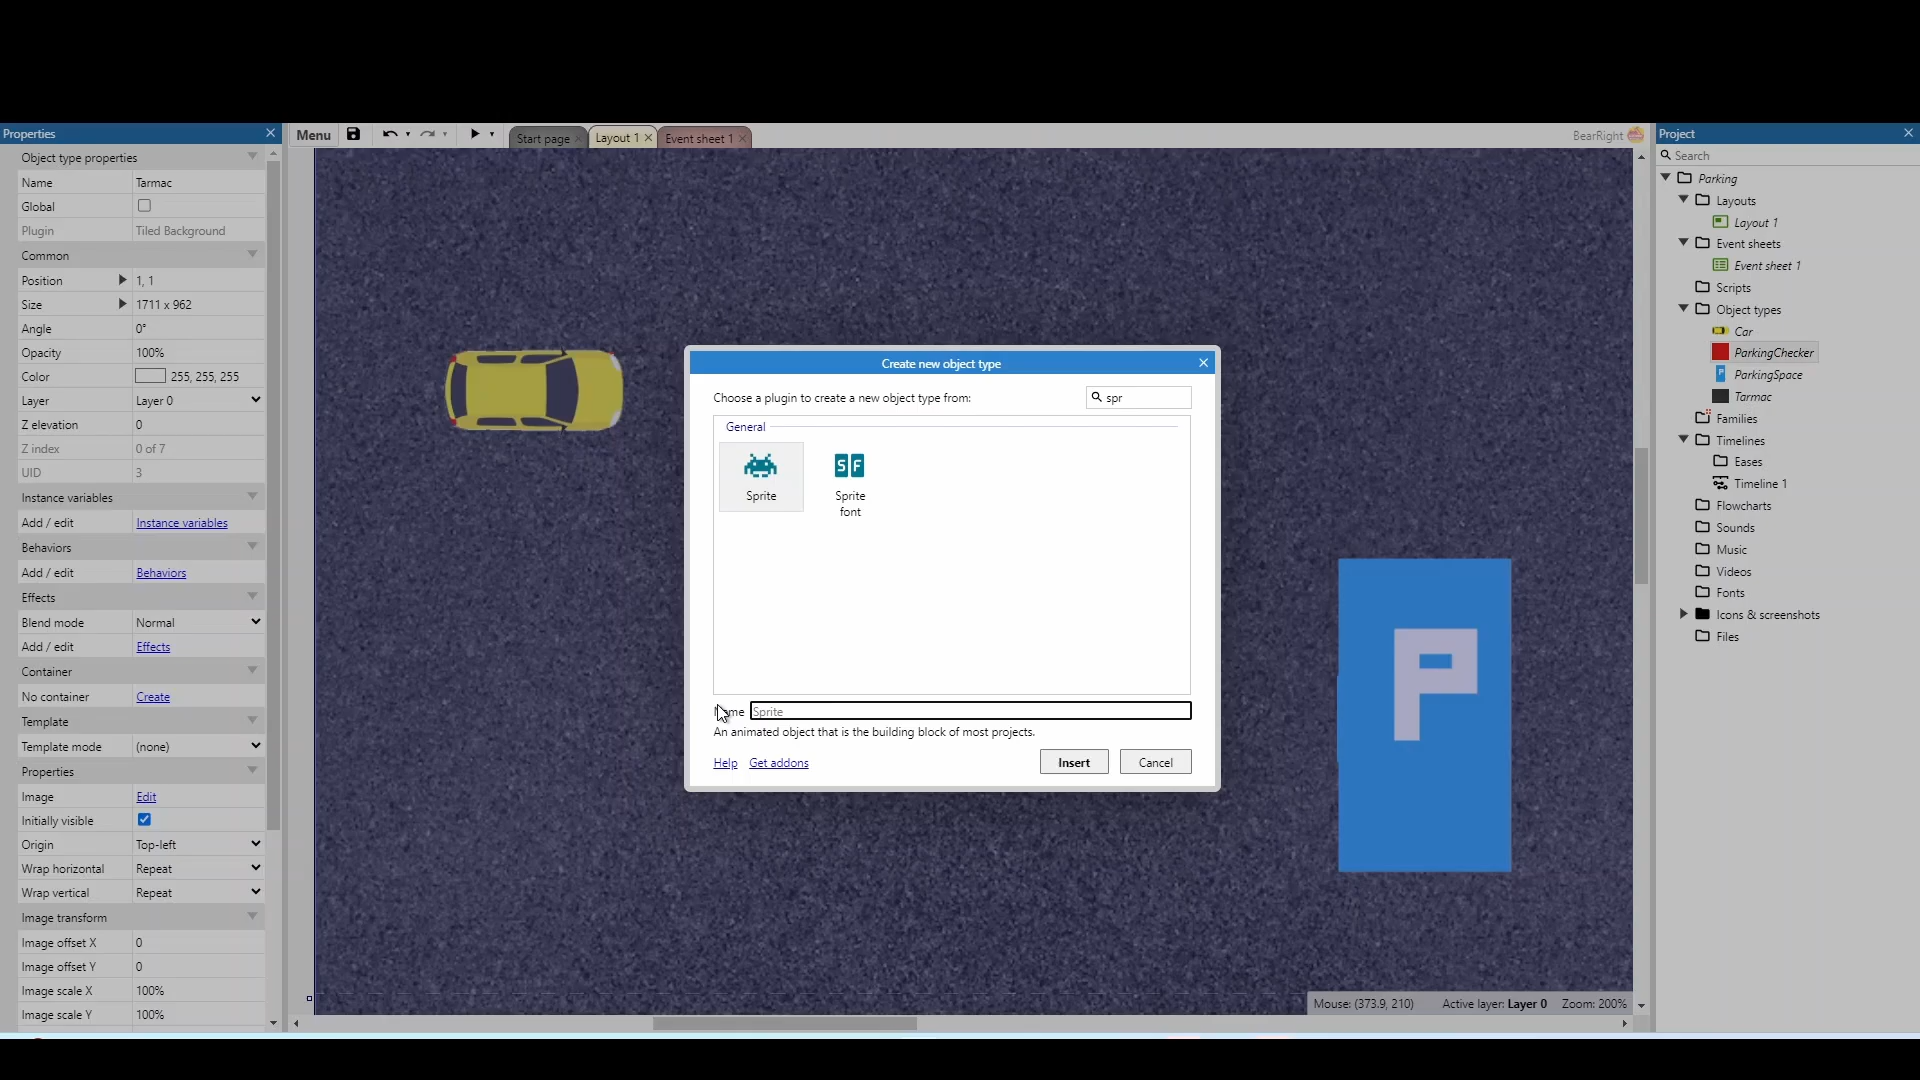 Properties
Menu
Start page
Layout 1
Event sheet 1
BearRight
Project
Object type properties
Name Tarmac
Global
Plugin Tiled Background
Common
Position 1, 1
Size 1711 x 962
Angle 0°
Opacity 100%
Color 255, 255, 255
Layer Layer 0
Z elevation 0
Z index 0 of 7
UID 3
Instance variables
Add / edit Instance variables
Behaviors
Add / edit Behaviors
Effects
Blend mode Normal
Add / edit Effects
Container
No container Create
Template
Template mode (none)
Properties
Image Edit
Initially visible
Origin Top-left
Wrap horizontal Repeat
Wrap vertical Repeat
Image transform
Image offset X 0
Image offset Y 0
Image scale X 100%
Image scale Y 100%
Create new object type
Choose a plugin to create a new object type from:
spr
General
Sprite
Sprite
font
Sprite
An animated object that is the building block of most projects.
Help Get addons
Insert
Cancel
P
Mouse: (373.9, 210) Active layer: Layer 0 Zoom: 200%
Search
Parking
Layouts
Layout 1
Event sheets
Event sheet 1
Scripts
Object types
Car
ParkingChecker
ParkingSpace
Tarmac
Families
Timelines
Eases
Timeline 1
Flowcharts
Sounds
Music
Videos
Fonts
Icons & screenshots
Files